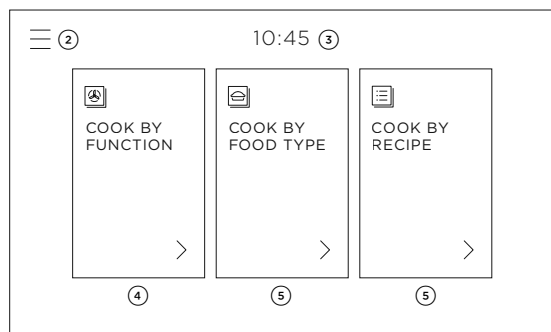 2 10:45 3
COOK BY
FUNCTION
COOK BY
FOOD TYPE
COOK BY
RECIPE
4 5 5